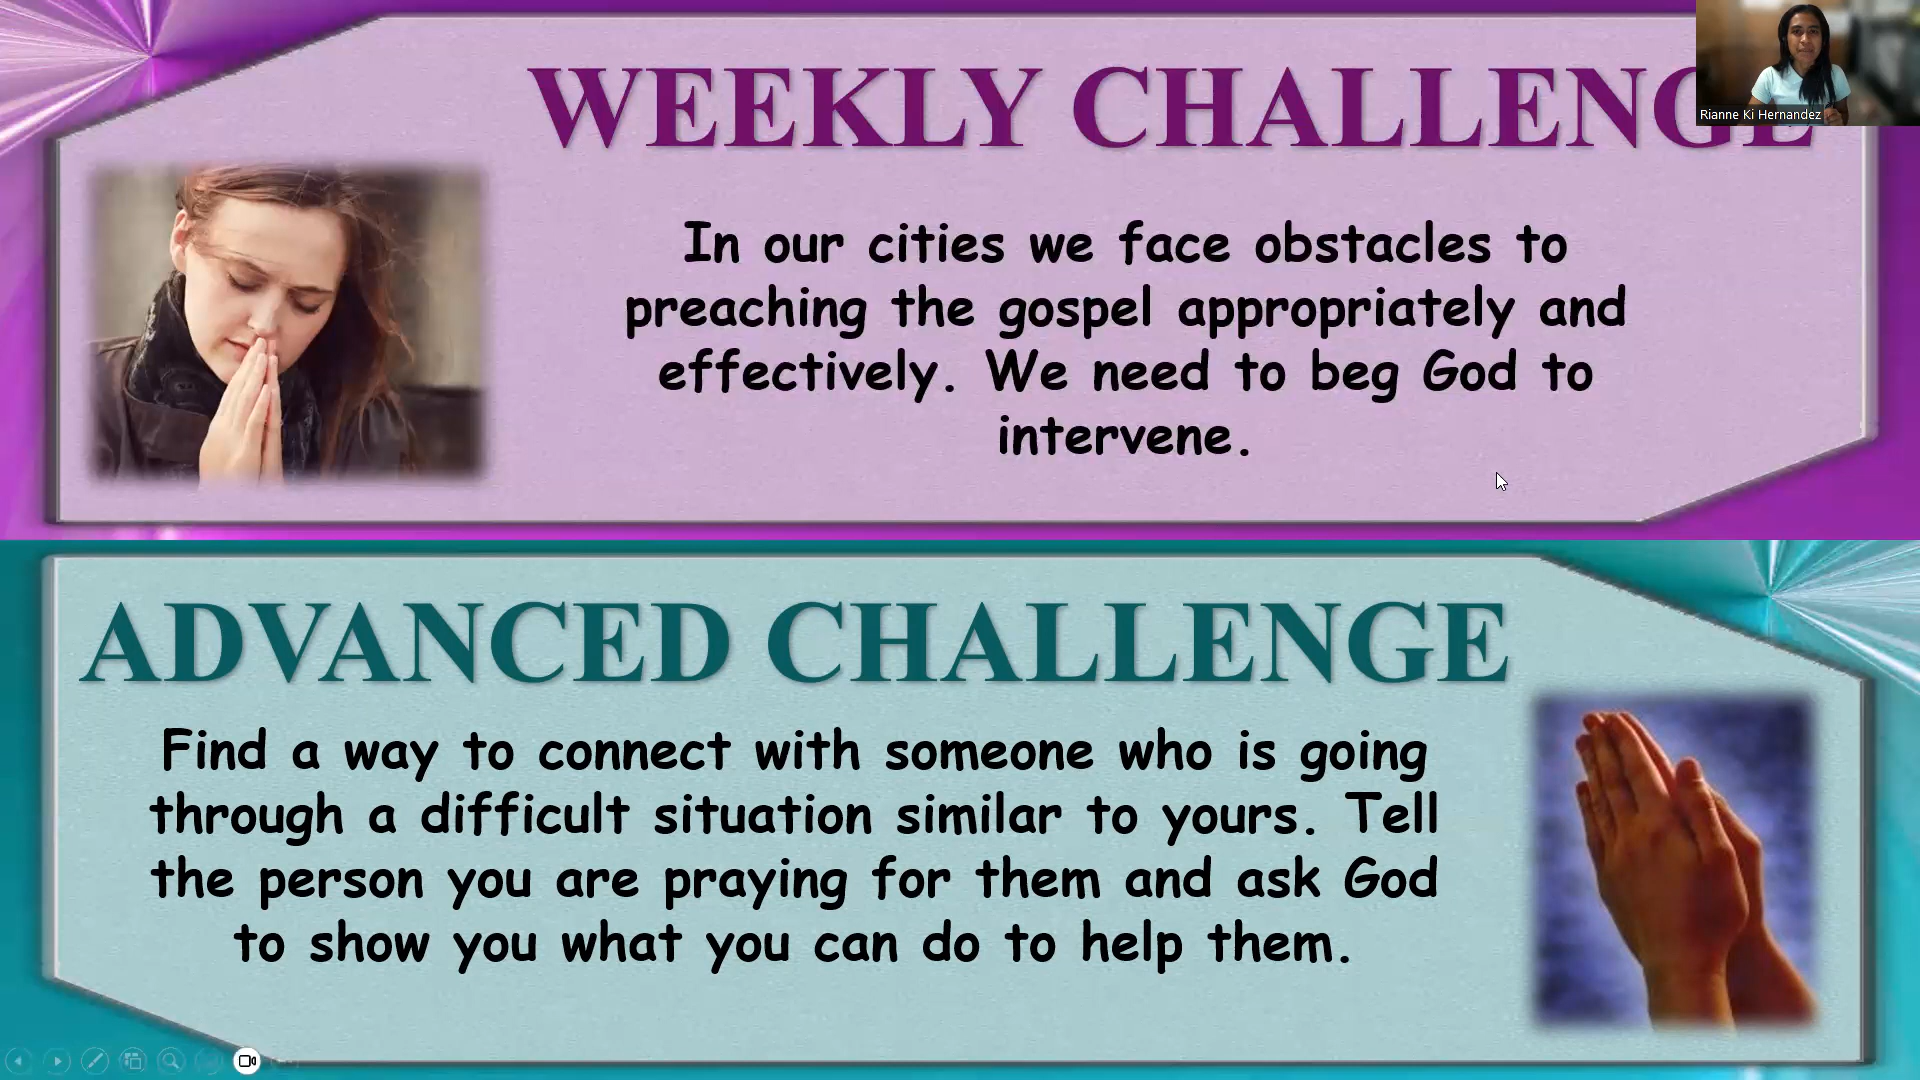 WEEKLY CHALLENGE
Rianne Ki Hernandez
In our cities we face obstacles to
preaching the gospel appropriately and
effectively. We need to beg God to
intervene.
ADVANCED CHALLENGE
Find a way to connect with someone who is going
through a difficult situation similar to yours. Tell
the person you are praying for them and ask God
to show you what you can do to help them.